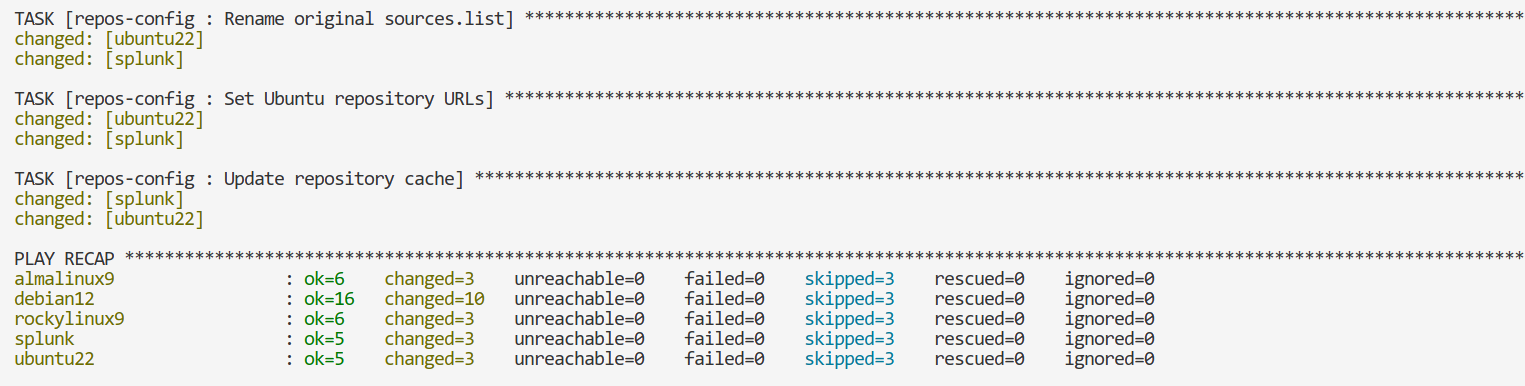 TASK [repos-config : Rename original sources.list] ****************************************************************************************************
changed: [ubuntu22]
changed: [splunk]
TASK [repos-config : Set Ubuntu repository URLs] ******************************************************************************************************
changed: [ubuntu22]
changed: [splunk]
TASK [repos-config : Update repository cache] *********************************************************************************************************
changed: [splunk]
changed: [ubuntu22]
PLAY RECAP ********************************************************************************************************************************************
almalinux9                 : ok=6    changed=3    unreachable=0    failed=0    skipped=3    rescued=0    ignored=0
debian12                   : ok=16   changed=10   unreachable=0    failed=0    skipped=3    rescued=0    ignored=0
rockylinux9                : ok=6    changed=3    unreachable=0    failed=0    skipped=3    rescued=0    ignored=0
splunk                     : ok=5    changed=3    unreachable=0    failed=0    skipped=3    rescued=0    ignored=0
ubuntu22                   : ok=5    changed=3    unreachable=0    failed=0    skipped=3    rescued=0    ignored=0